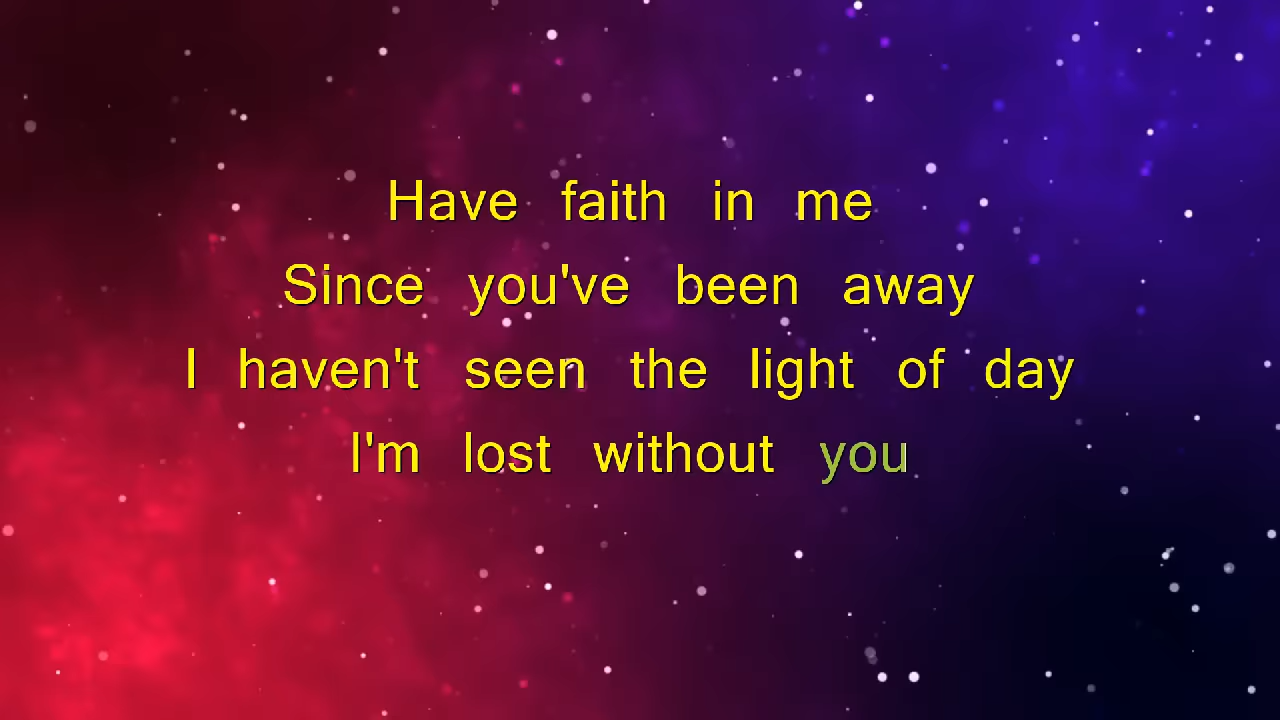 Have faith in me
Since you've been away
I haven't seen the light of day
I'm lost without you